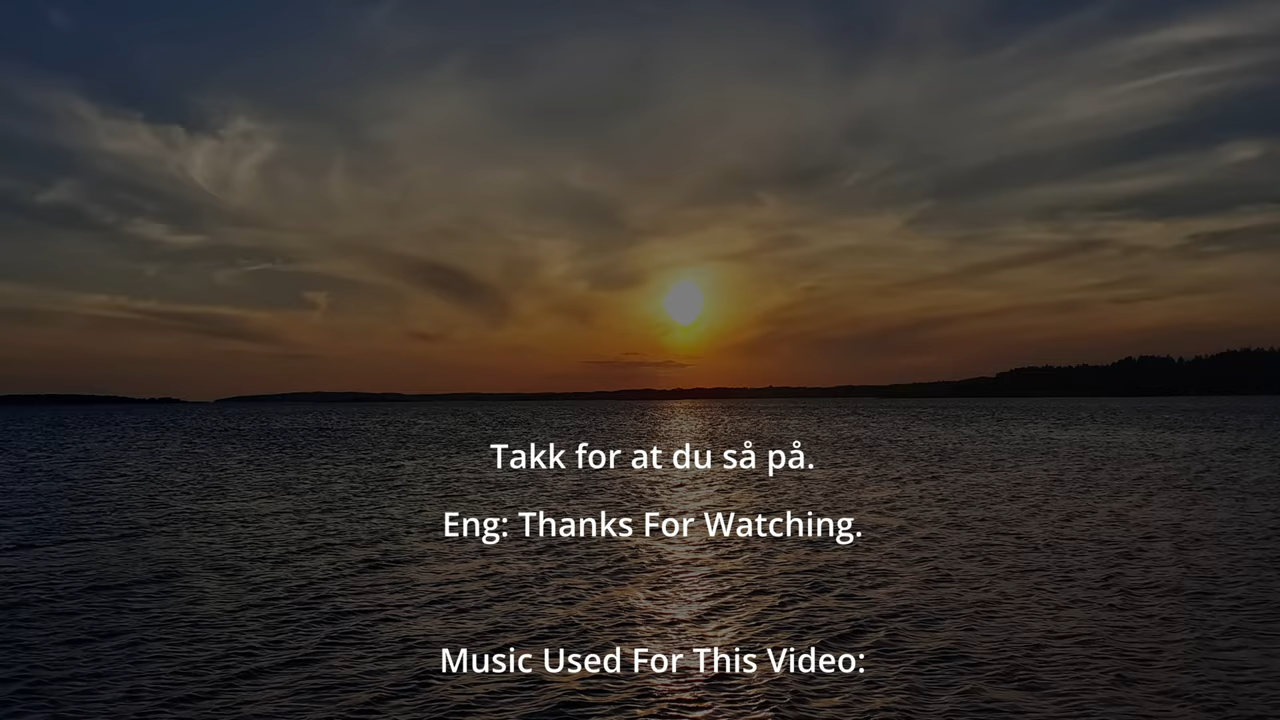 Takk for at du så på.
Eng: Thanks For Watching.
Music Used For This Video: